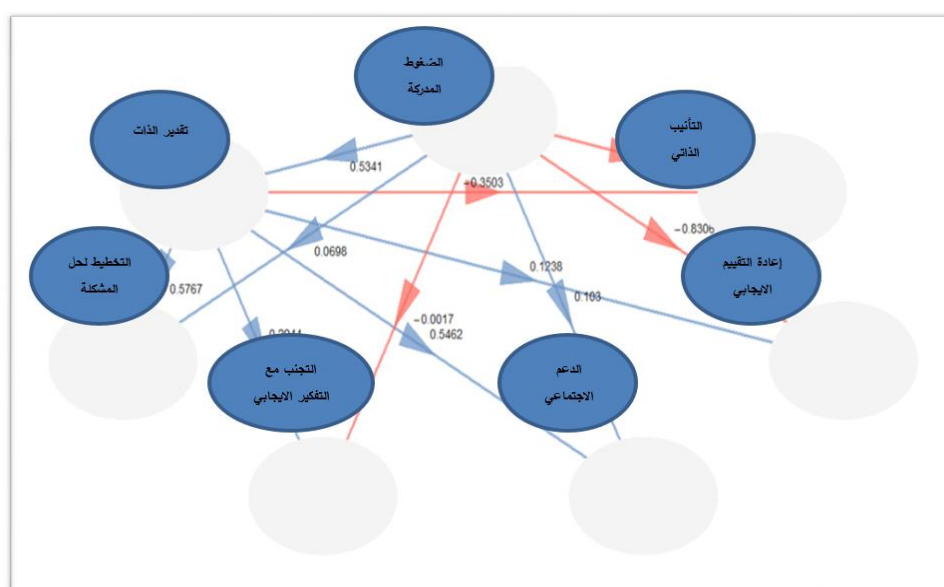 الضغوط
المدركة
تقدير الذات
التأنيب
الذاتي
0.5341
-0.3503
-0.830
0.0698
التخطيط لحل
المشكلة
إعادة التقييم
الايجابي
0.1238
0.5767
0.103
-0.0017
0.5462
التجنب مع
التفكير الايجابي
الدعم
الاجتماعي